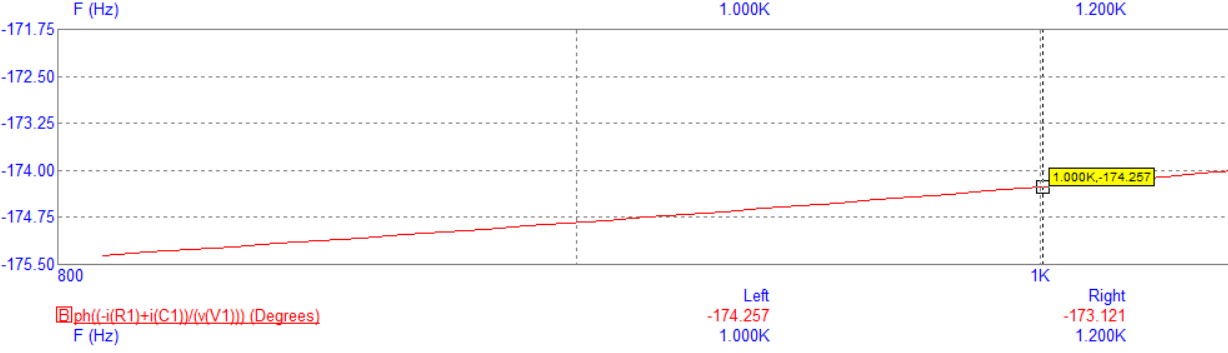 F (Hz) 1.000K 1.200K
-171.75
-172.50
-173.25
-174.00
1.000K,-174.257
-174.75
-175.50
800 1K
Left Right
B ph((-i(R1)+i(C1))/(v(V1))) (Degrees) -174.257 -173.121
F (Hz) 1.000K 1.200K